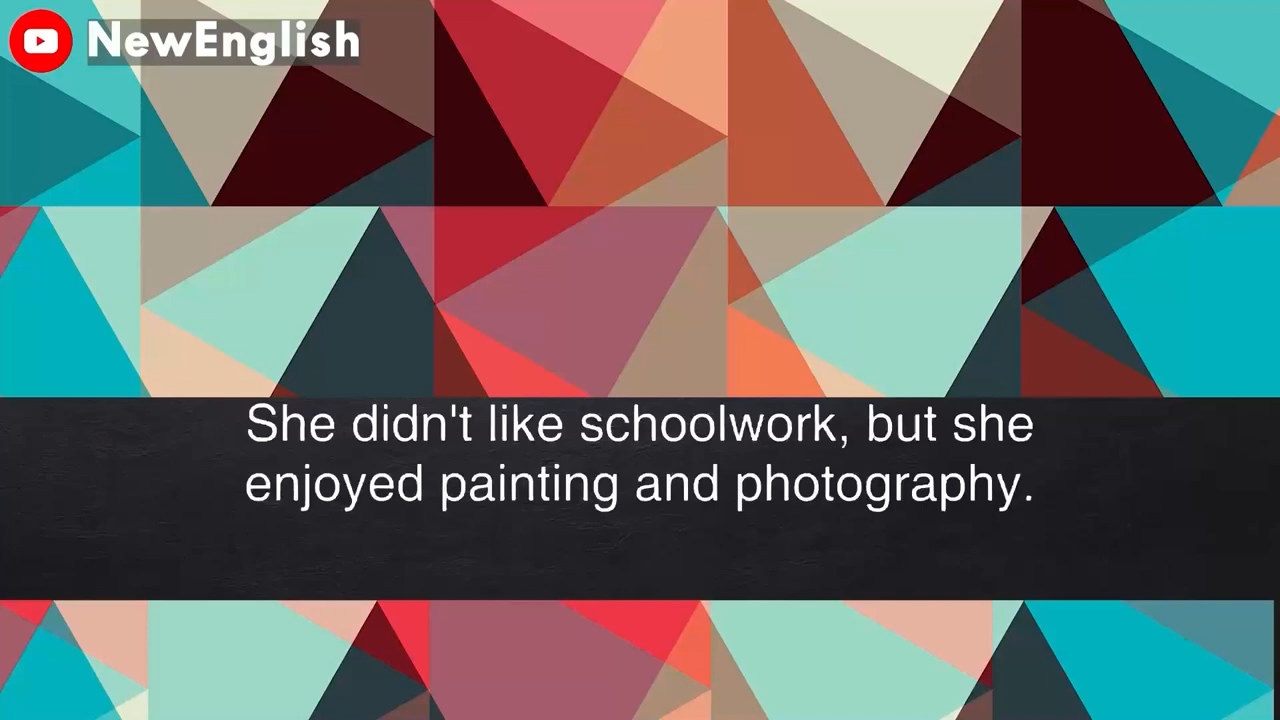 NewEnglish
She didn't like schoolwork, but she
enjoyed painting and photography.